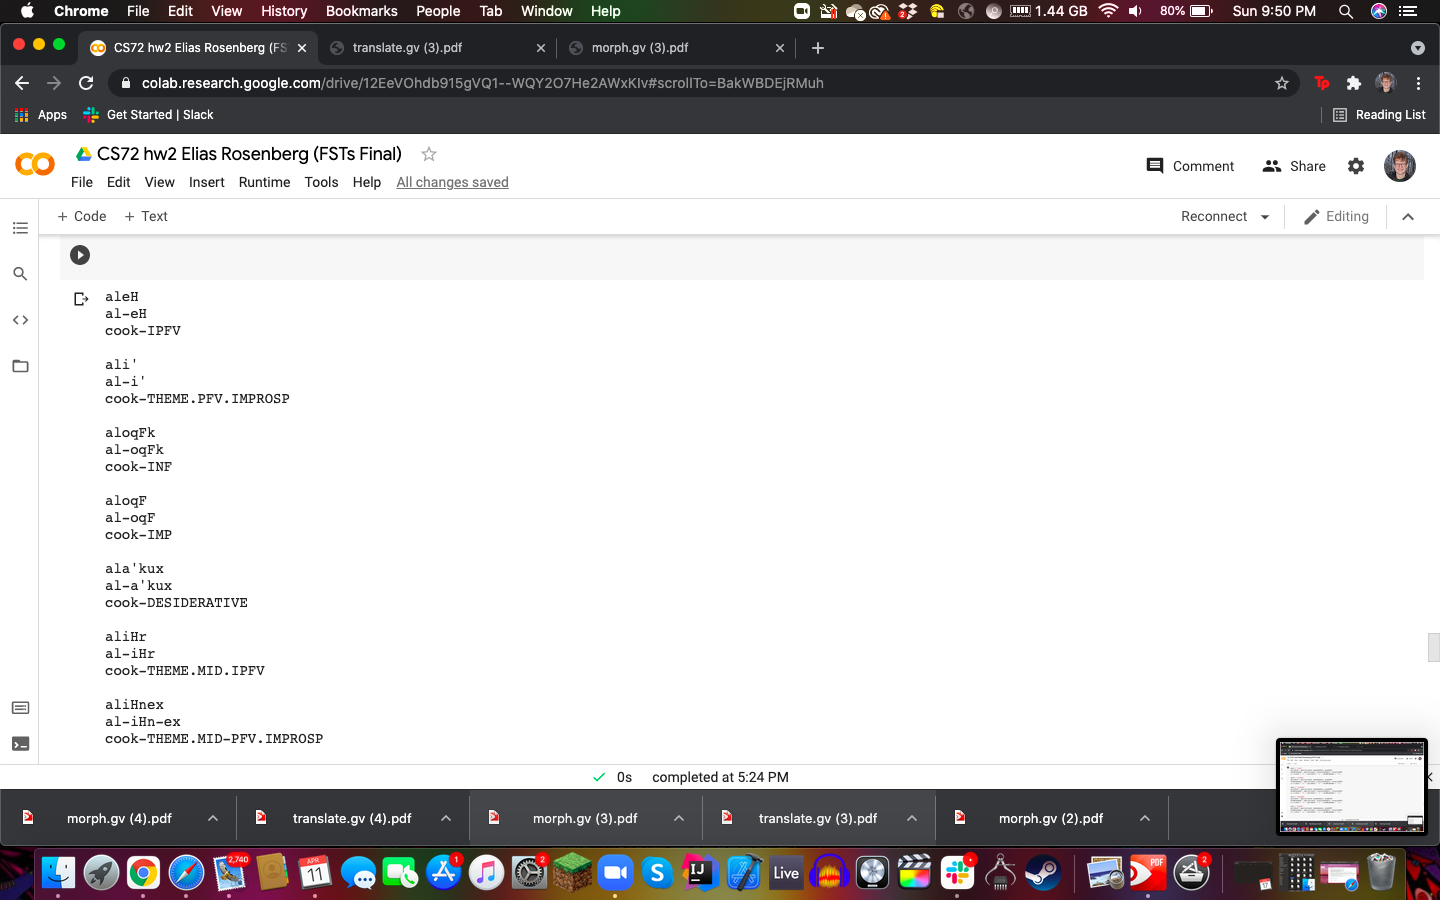 Chrome File Edit View History Bookmarks People Tab Window Help 2 1.44 GB 80% Sun 9:50 PM
CS72 hw2 Elias Rosenberg (FS translate.gv (3).pdf morph.gv (3).pdf
colab.research.google.com/drive/12EeVOhdb915gVQ1--WQY2O7He2AWxKIv#scrollTo=BakWBDEjRMuh Tp
Apps Get Started | Slack Reading List
CS72 hw2 Elias Rosenberg (FSTs Final)
Comment Share
File Edit View Insert Runtime Tools Help All changes saved
+ Code + Text Reconnect Editing
aleH
al-eH
cook-IPFV
ali'
al-i'
cook-THEME.PFV.IMPROSP
aloqFk
al-oqFk
cook-INF
aloqF
al-oqF
cook-IMP
ala'kux
al-a'kux
cook-DESIDERATIVE
aliHr
al-iHr
cook-THEME.MID.IPFV
aliHnex
al-iHn-ex
cook-THEME.MID-PFV.IMPROSP
0s completed at 5:24 PM
morph.gv (4).pdf translate.gv (4).pdf morph.gv (3).pdf translate.gv (3).pdf morph.gv (2).pdf
2,740 APR 11 1 2 S IJ Live PDF 2